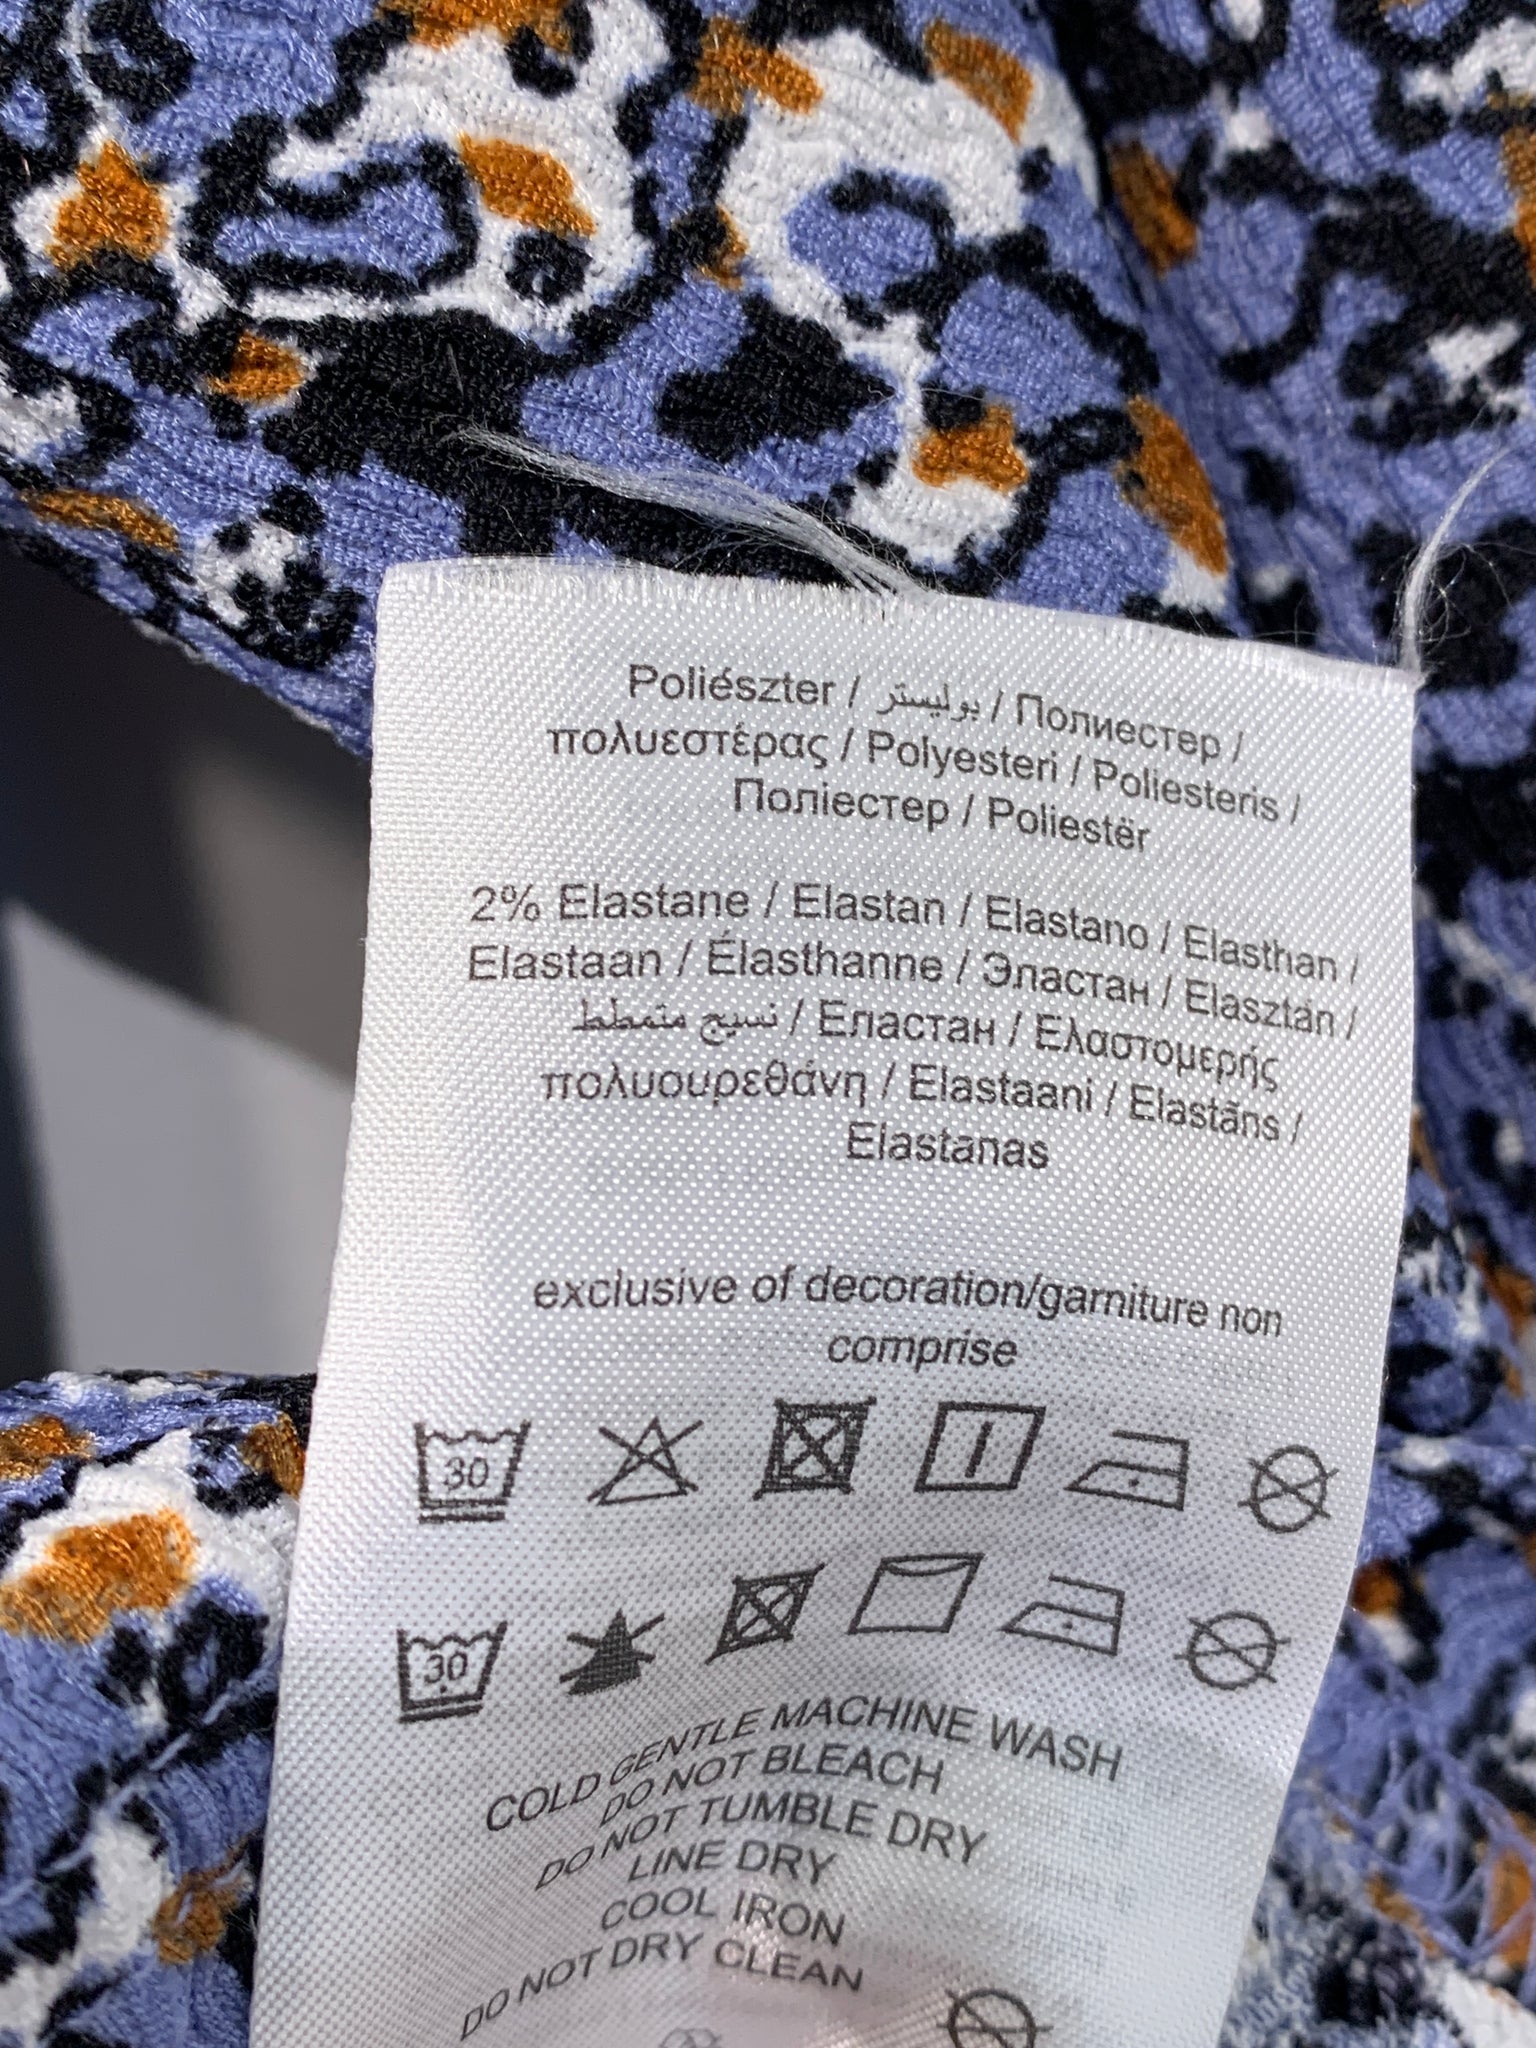 Poliészter / بوليستر / Полиестер /
πολυεστέρας / Polyesteri / Poliesteris /
Поліестер / Poliestër
2% Elastane / Elastan / Elastano / Elasthan /
Elastaan / Élasthanne / Эластан / Elasztán /
نسيج متمطط / Еластан / Ελαστομερής
πολυουρεθάνη / Elastaani / Elastāns /
Elastanas
exclusive of decoration/garniture non
comprise
30
30
COLD GENTLE MACHINE WASH
DO NOT BLEACH
DO NOT TUMBLE DRY
LINE DRY
COOL IRON
DO NOT DRY CLEAN